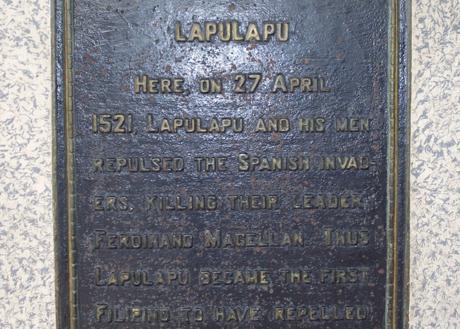 LAPULAPU
HERE, ON 27 APRIL
1521, LAPULAPU AND HIS MEN
REPULSED THE SPANISH INVAD-
ERS, KILLING THEIR LEADER,
FERDINAND MAGELLAN. THUS
LAPULAPU BECAME THE FIRST
FILIPINO TO HAVE REPELLED